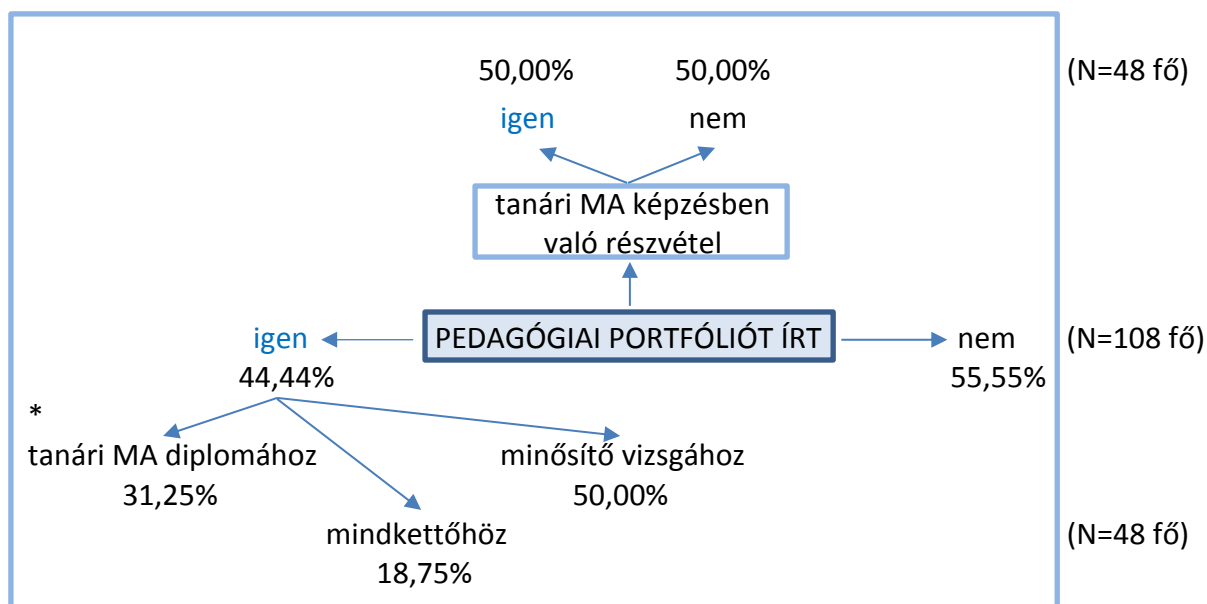 50,00% 50,00% (N=48 fő)
igen nem
tanári MA képzésben
való részvétel
igen PEDAGÓGIAI PORTFÓLIÓT ÍRT nem (N=108 fő)
44,44% 55,55%
*
tanári MA diplomához minősítő vizsgához
31,25% 50,00%
mindkettőhöz (N=48 fő)
18,75%